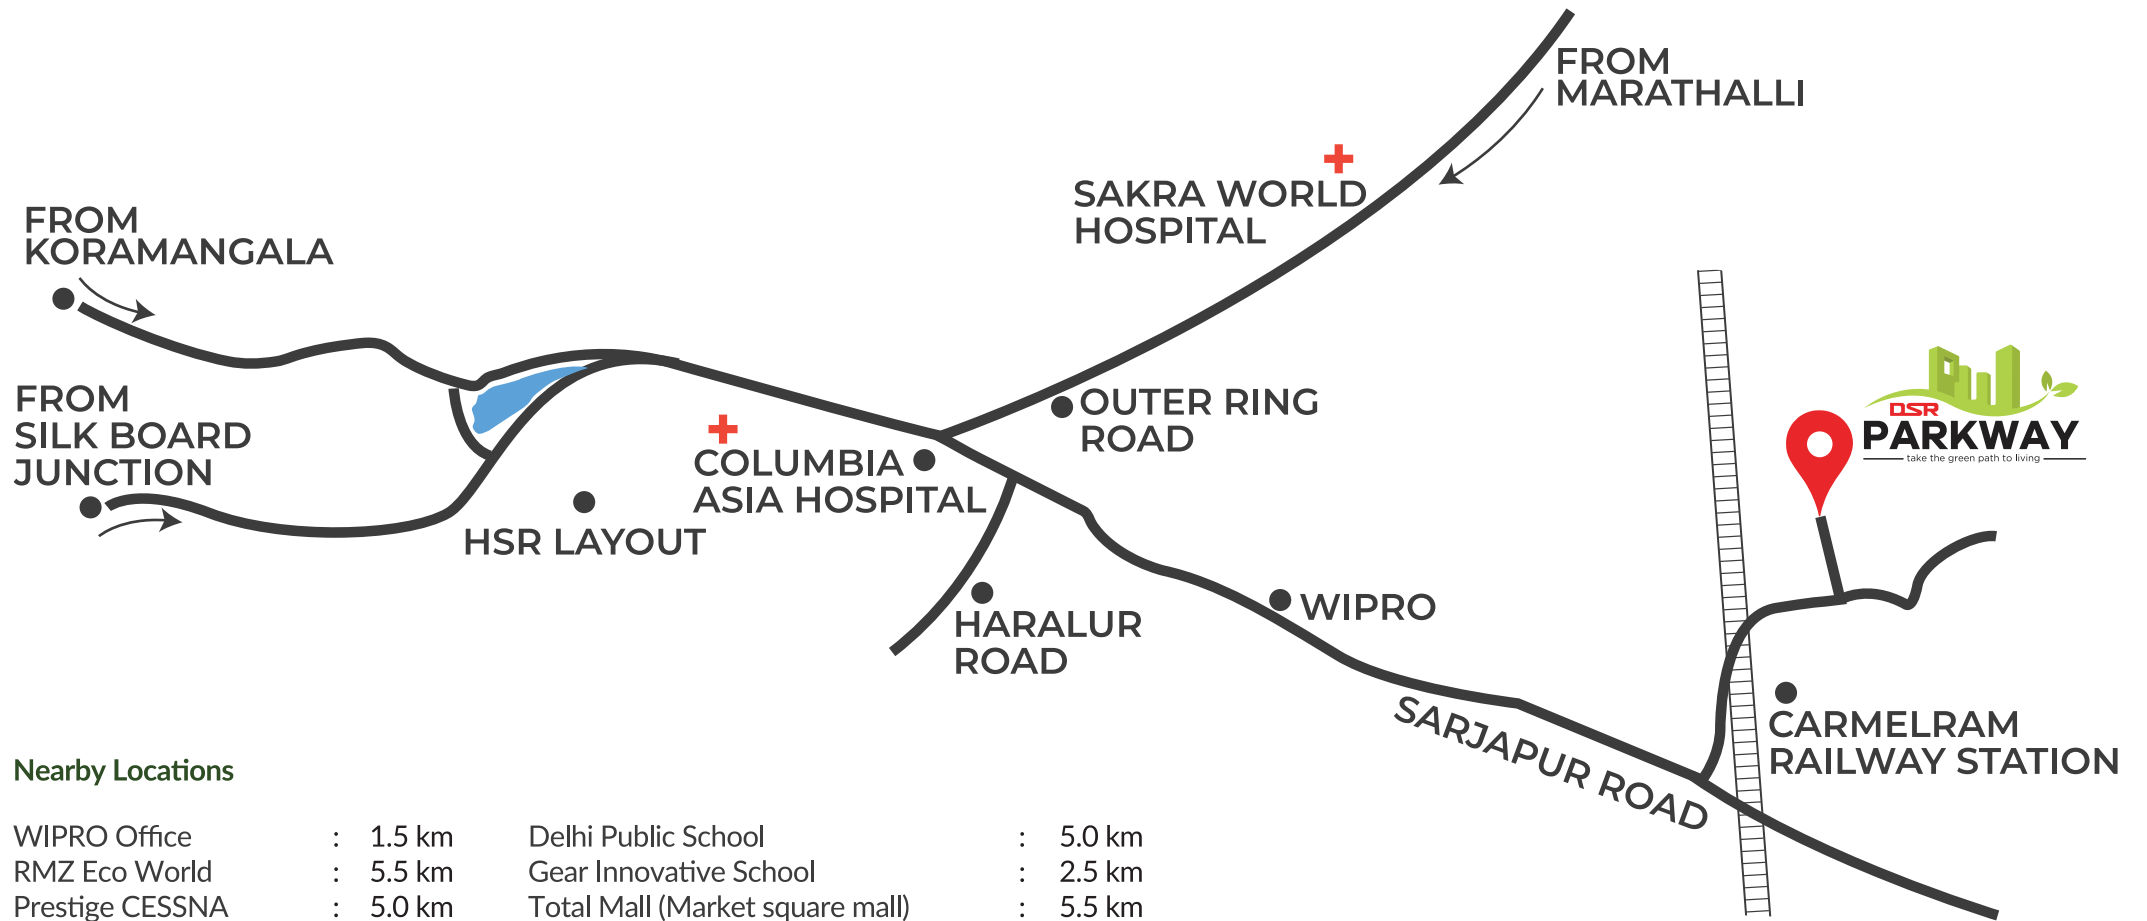 FROM
MARATHALLI
SAKRA WORLD
HOSPITAL
FROM
KORAMANGALA
FROM
SILK BOARD
JUNCTION
OUTER RING
ROAD
DSR
PARKWAY
take the green path to living
COLUMBIA
ASIA HOSPITAL
HSR LAYOUT
HARALUR
ROAD
WIPRO
SARJAPUR ROAD
CARMELRAM
RAILWAY STATION
Nearby Locations
WIPRO Office : 1.5 km Delhi Public School : 5.0 km
RMZ Eco World : 5.5 km Gear Innovative School : 2.5 km
Prestige CESSNA : 5.0 km Total Mall (Market square mall) : 5.5 km